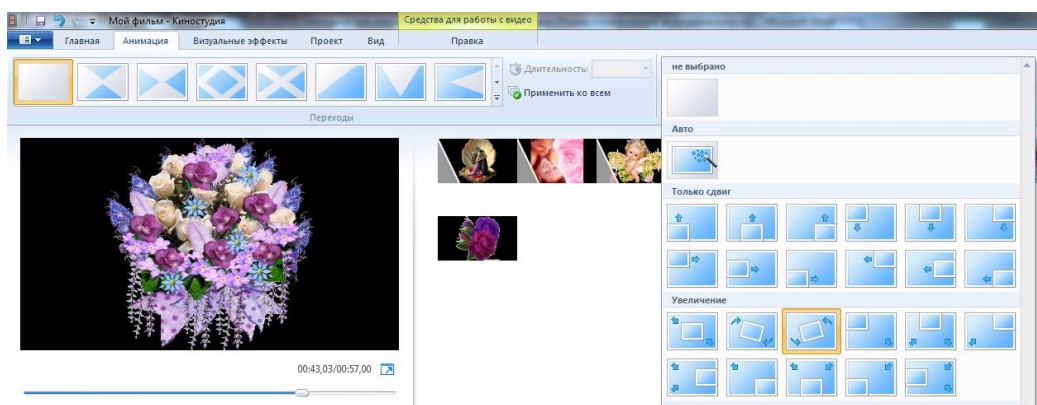 Мой фильм - Киностудия
Средства для работы с видео
Главная Анимация Визуальные эффекты Проект Вид Правка
Длительность:
Применить ко всем
Переходы
00:43,03/00:57,00
не выбрано
Авто
Только сдвиг
Увеличение